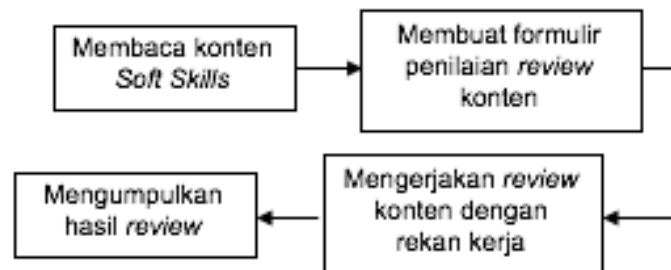 Membaca konten
Soft Skills
Membuat formulir
penilaian review
konten
Mengerjakan review
konten dengan
rekan kerja
Mengumpulkan
hasil review